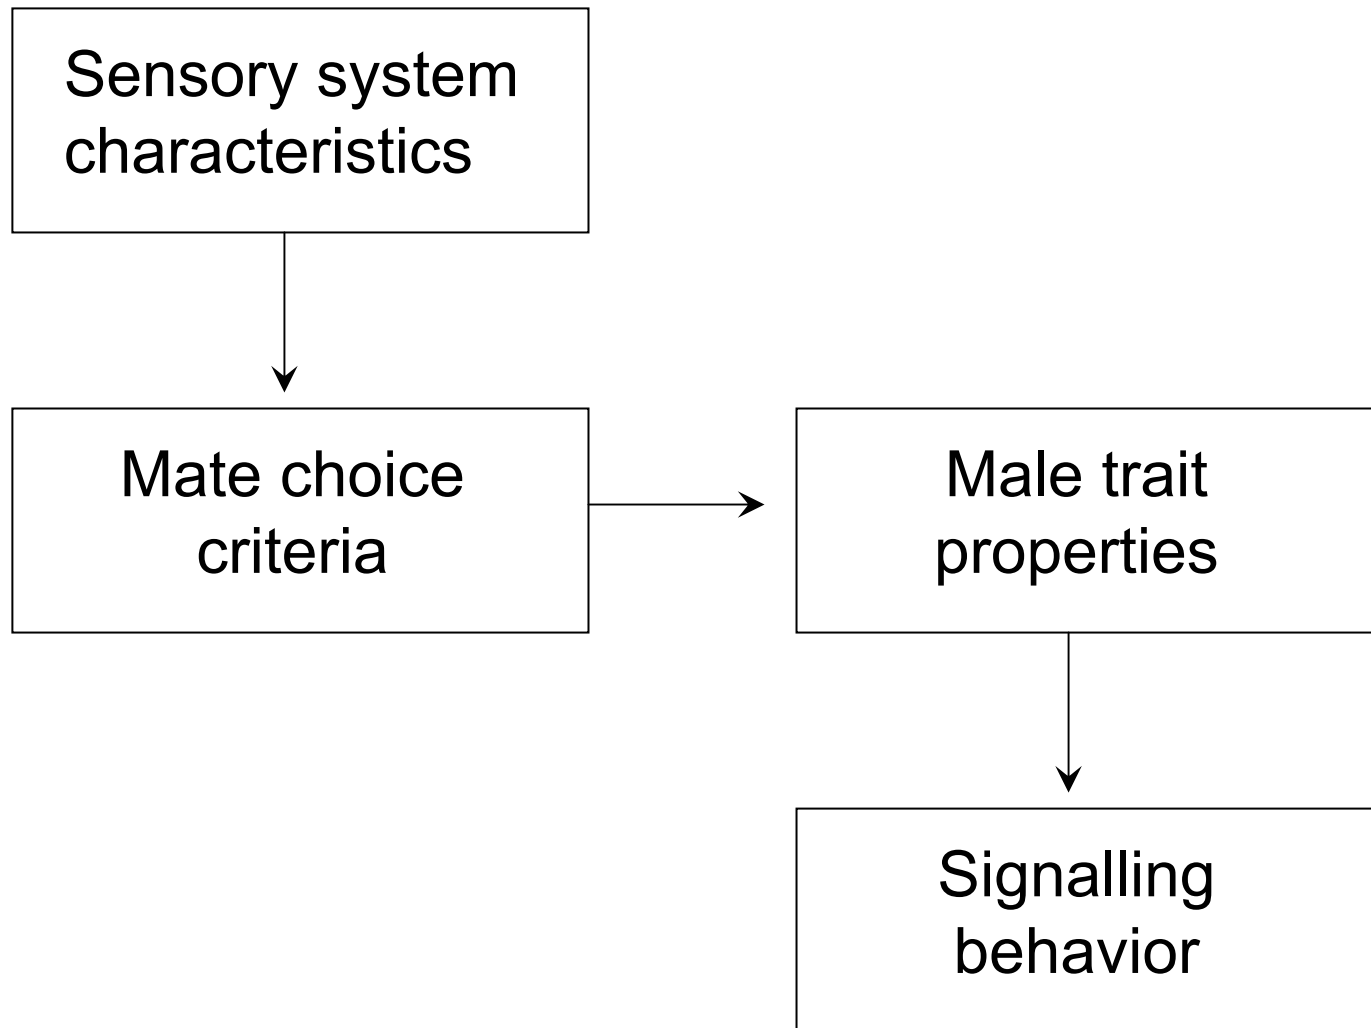 Sensory system
characteristics
Mate choice
criteria
Male trait
properties
Signalling
behavior